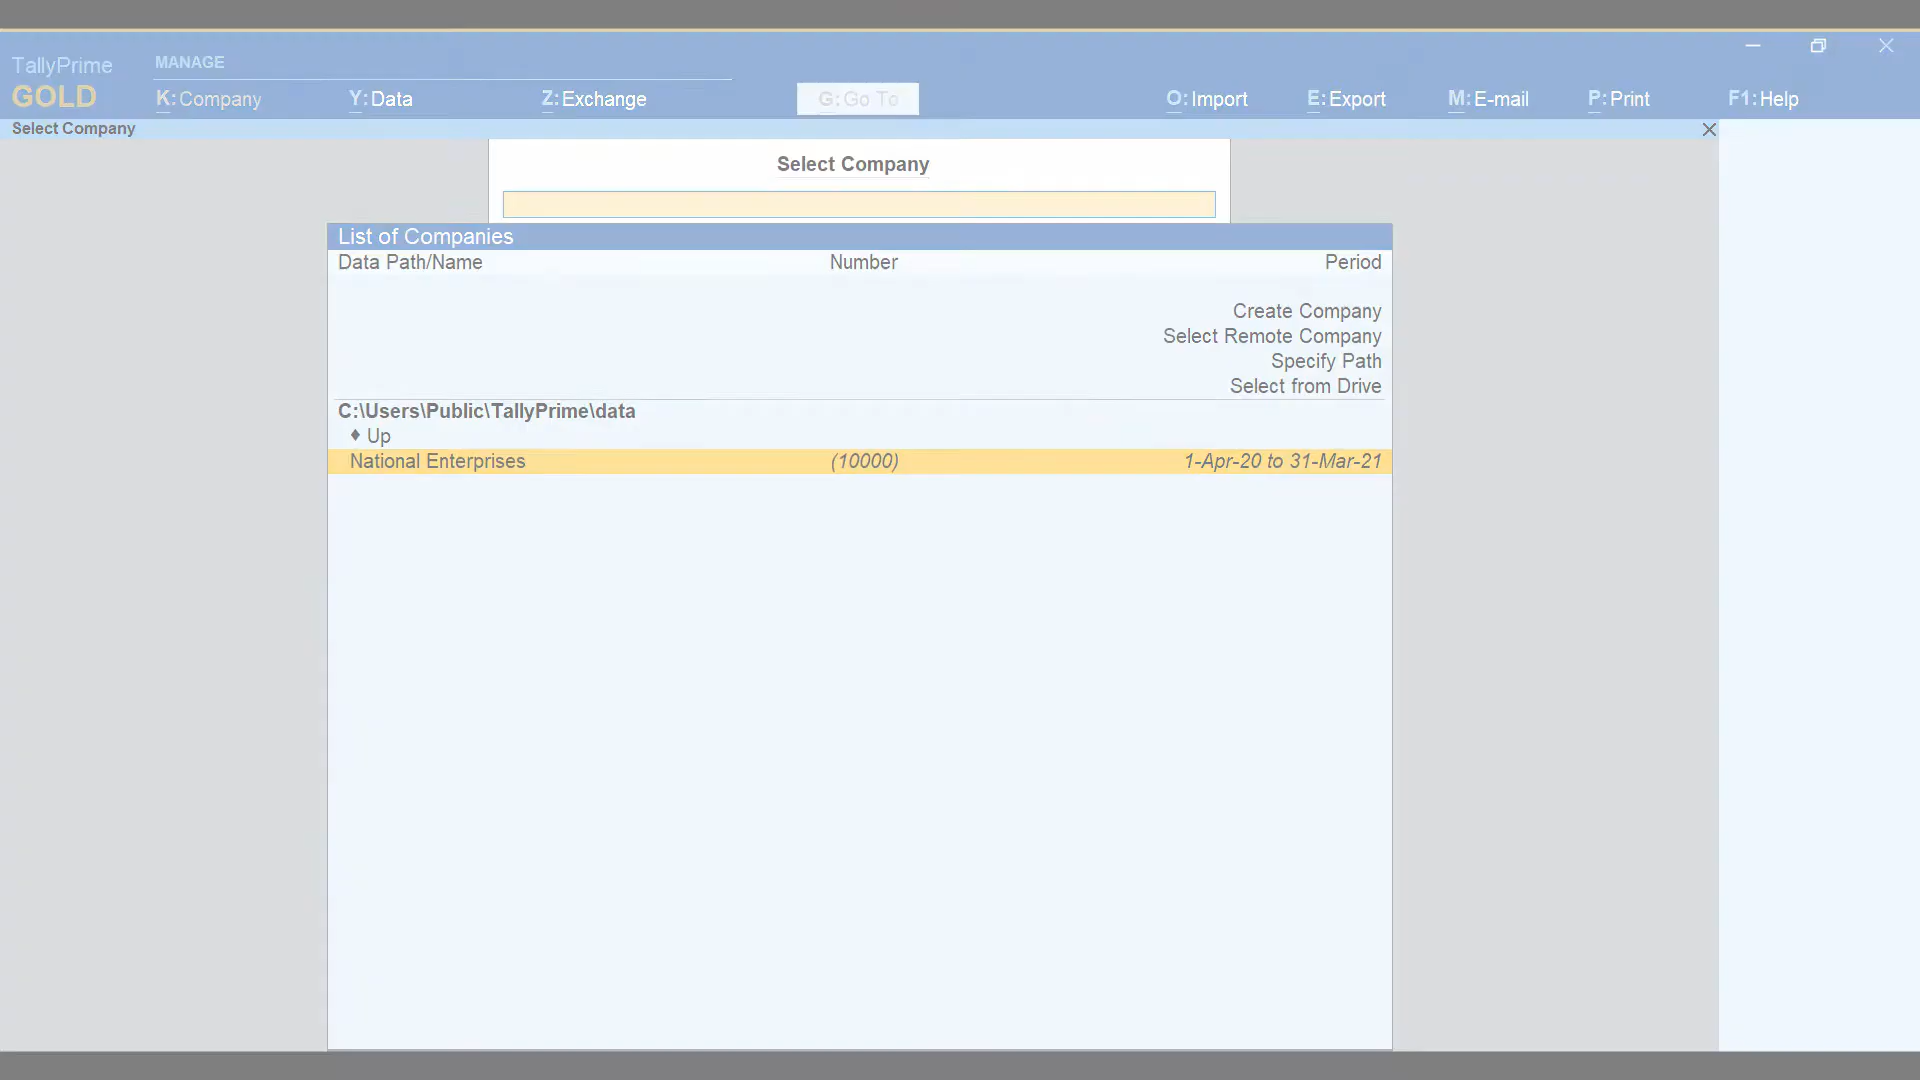 TallyPrime
GOLD
MANAGE
K: Company
Y: Data
Z: Exchange
G: Go To
O: Import
E: Export
M: E-mail
P: Print
F1: Help
Select Company
Select Company
List of Companies
Data Path/Name Number Period
Create Company
Select Remote Company
Specify Path
Select from Drive
C:\Users\Public\TallyPrime\data
♦ Up
National Enterprises (10000) 1-Apr-20 to 31-Mar-21